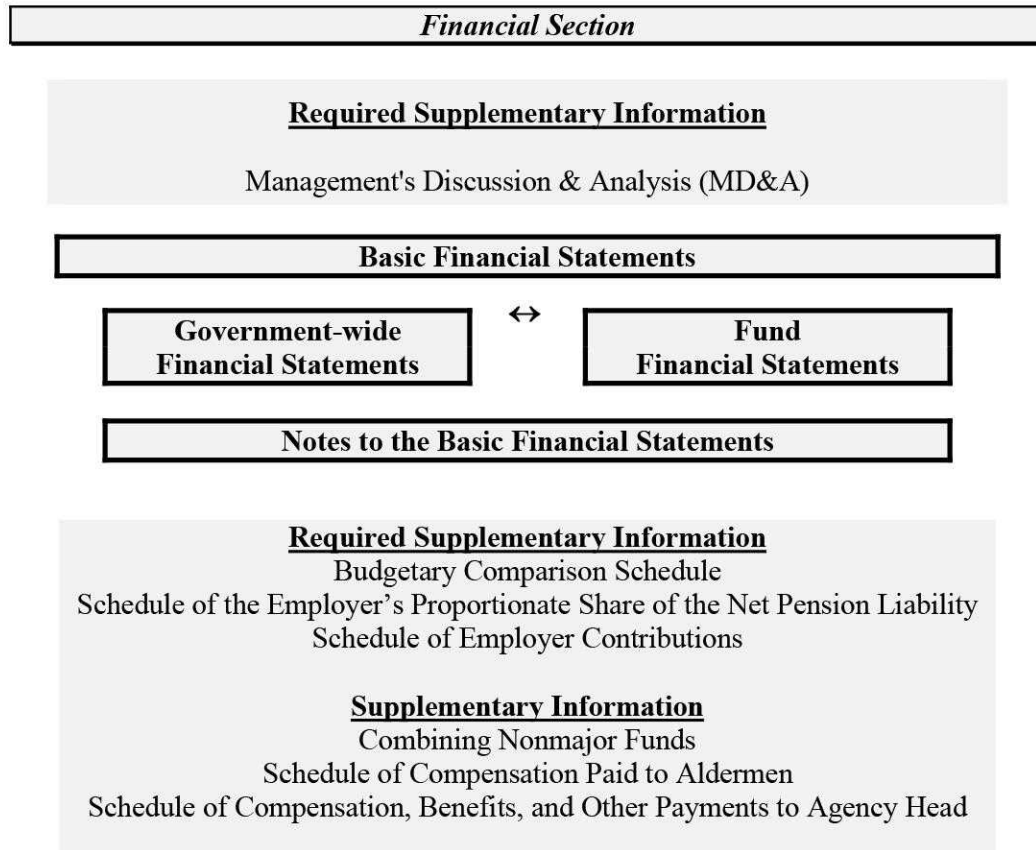 Financial Section
Required Supplementary Information
Management's Discussion & Analysis (MD&A)
Basic Financial Statements
↔
Government-wide
Financial Statements
Fund
Financial Statements
Notes to the Basic Financial Statements
Required Supplementary Information
Budgetary Comparison Schedule
Schedule of the Employer’s Proportionate Share of the Net Pension Liability
Schedule of Employer Contributions
Supplementary Information
Combining Nonmajor Funds
Schedule of Compensation Paid to Aldermen
Schedule of Compensation, Benefits, and Other Payments to Agency Head